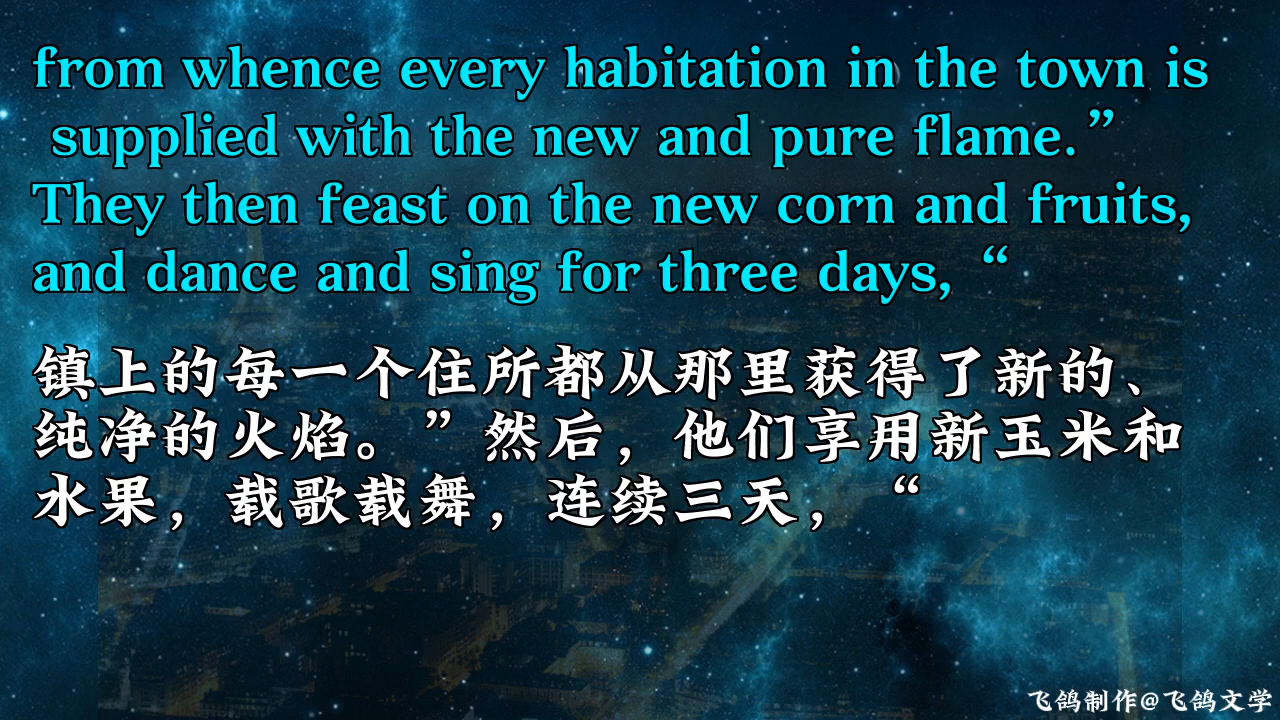 from whence every habitation in the town is
supplied with the new and pure flame.”
They then feast on the new corn and fruits,
and dance and sing for three days, “
镇上的每一个住所都从那里获得了新的、
纯净的火焰。”然后，他们享用新玉米和
水果，载歌载舞，连续三天，“
飞鸽制作@飞鸽文学